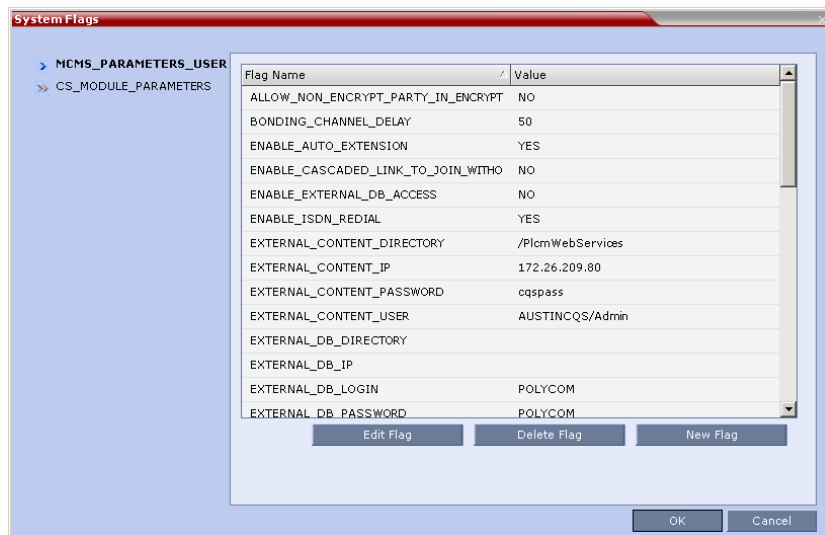 System Flags
MCMS_PARAMETERS_USER
CS_MODULE_PARAMETERS
Flag Name Value
ALLOW_NON_ENCRYPT_PARTY_IN_ENCRYPT NO
BONDING_CHANNEL_DELAY 50
ENABLE_AUTO_EXTENSION YES
ENABLE_CASCADED_LINK_TO_JOIN_WITHO NO
ENABLE_EXTERNAL_DB_ACCESS NO
ENABLE_ISDN_REDIAL YES
EXTERNAL_CONTENT_DIRECTORY /PlcmWebServices
EXTERNAL_CONTENT_IP 172.26.209.80
EXTERNAL_CONTENT_PASSWORD cqspass
EXTERNAL_CONTENT_USER AUSTINCQS/Admin
EXTERNAL_DB_DIRECTORY
EXTERNAL_DB_IP
EXTERNAL_DB_LOGIN POLYCOM
EXTERNAL_DB_PASSWORD POLYCOM
Edit Flag Delete Flag New Flag
OK Cancel